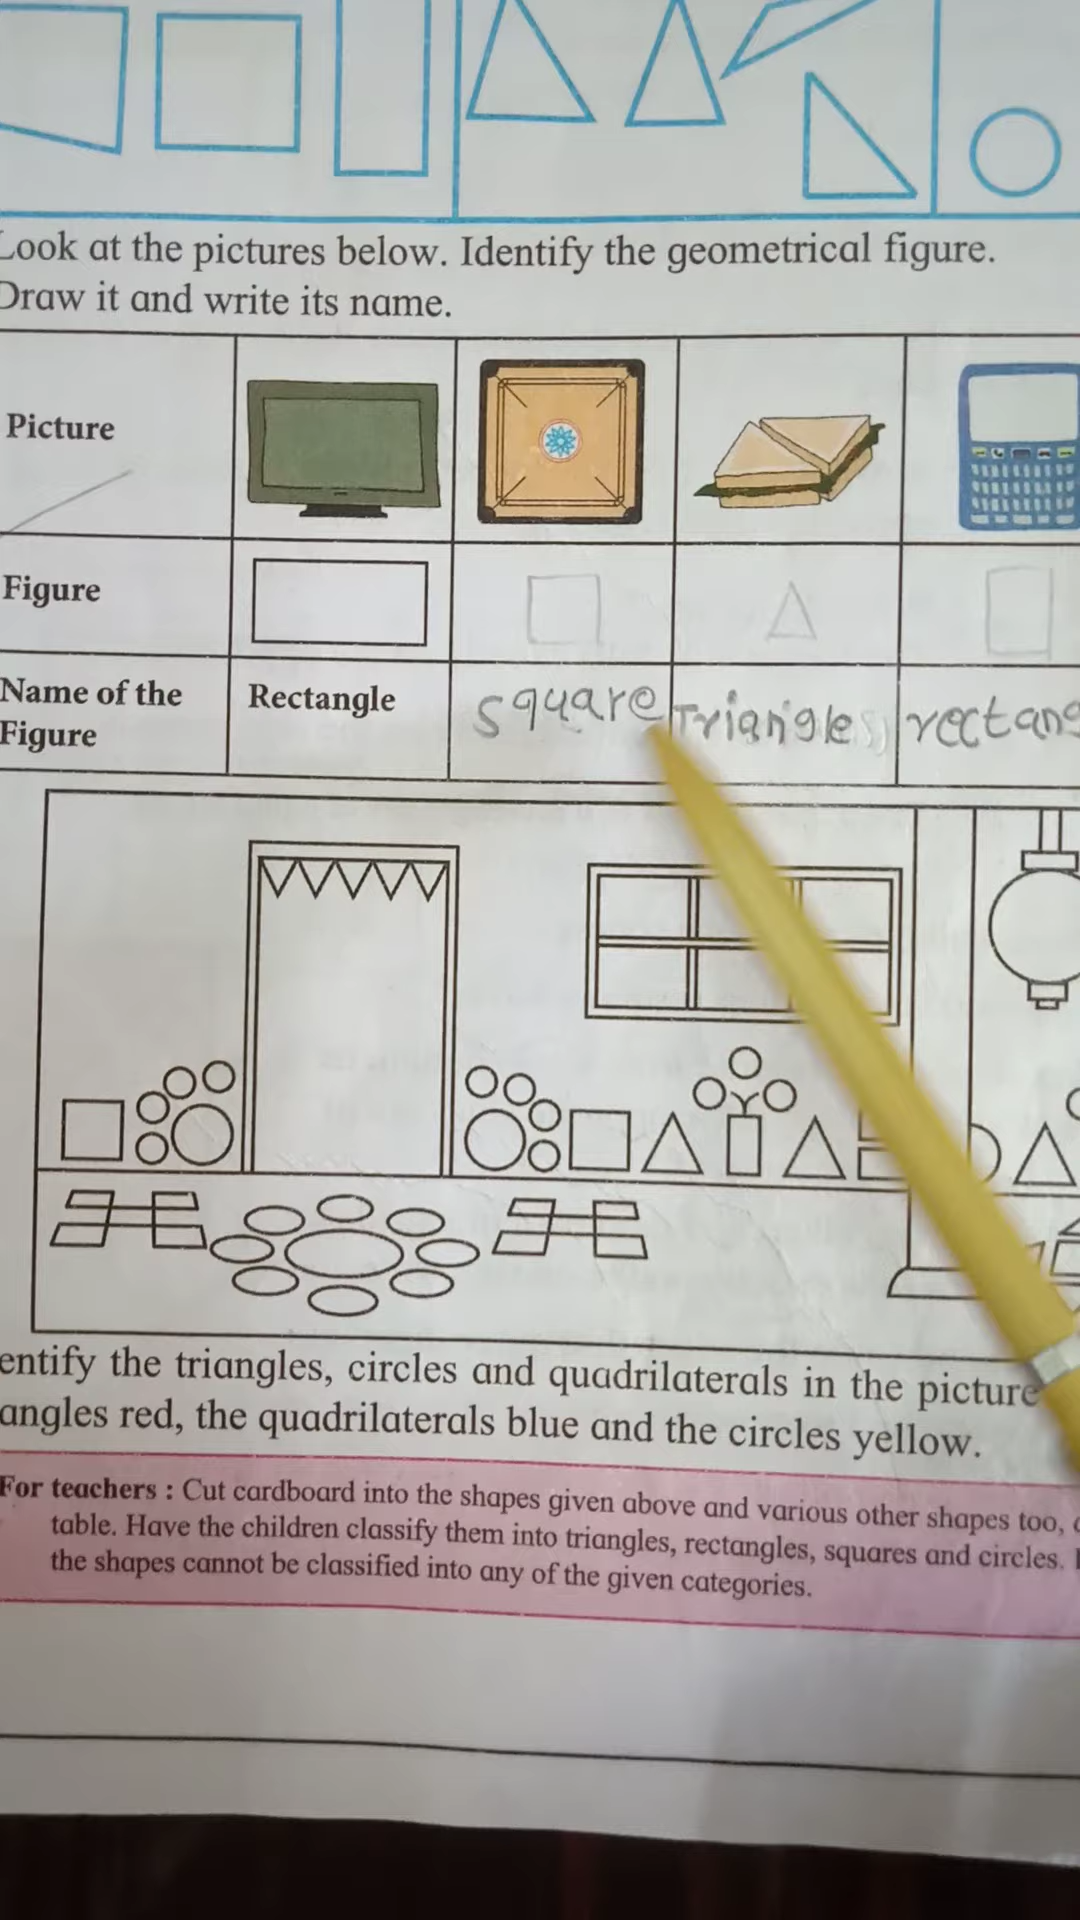 Look at the pictures below. Identify the geometrical figure.
Draw it and write its name.
Picture
Figure
Name of the
Figure
Rectangle
square
Triangle
rectang
entify the triangles, circles and quadrilaterals in the picture
angles red, the quadrilaterals blue and the circles yellow.
For teachers : Cut cardboard into the shapes given above and various other shapes too,
table. Have the children classify them into triangles, rectangles, squares and circles.
the shapes cannot be classified into any of the given categories.